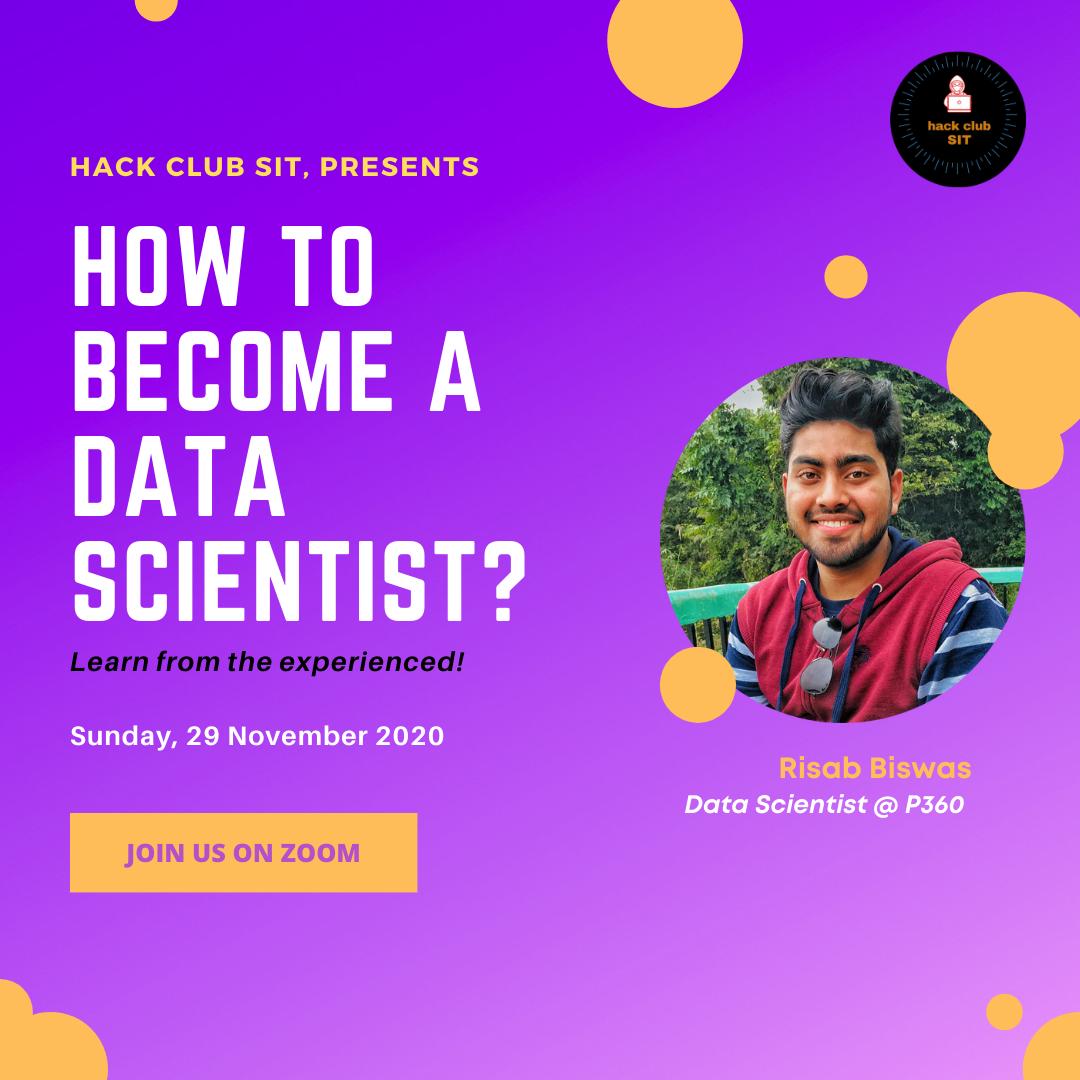 hack club
SIT
HACK CLUB SIT, PRESENTS
HOW TO
BECOME A
DATA
SCIENTIST?
Learn from the experienced!
Sunday, 29 November 2020
JOIN US ON ZOOM
Risab Biswas
Data Scientist @ P360